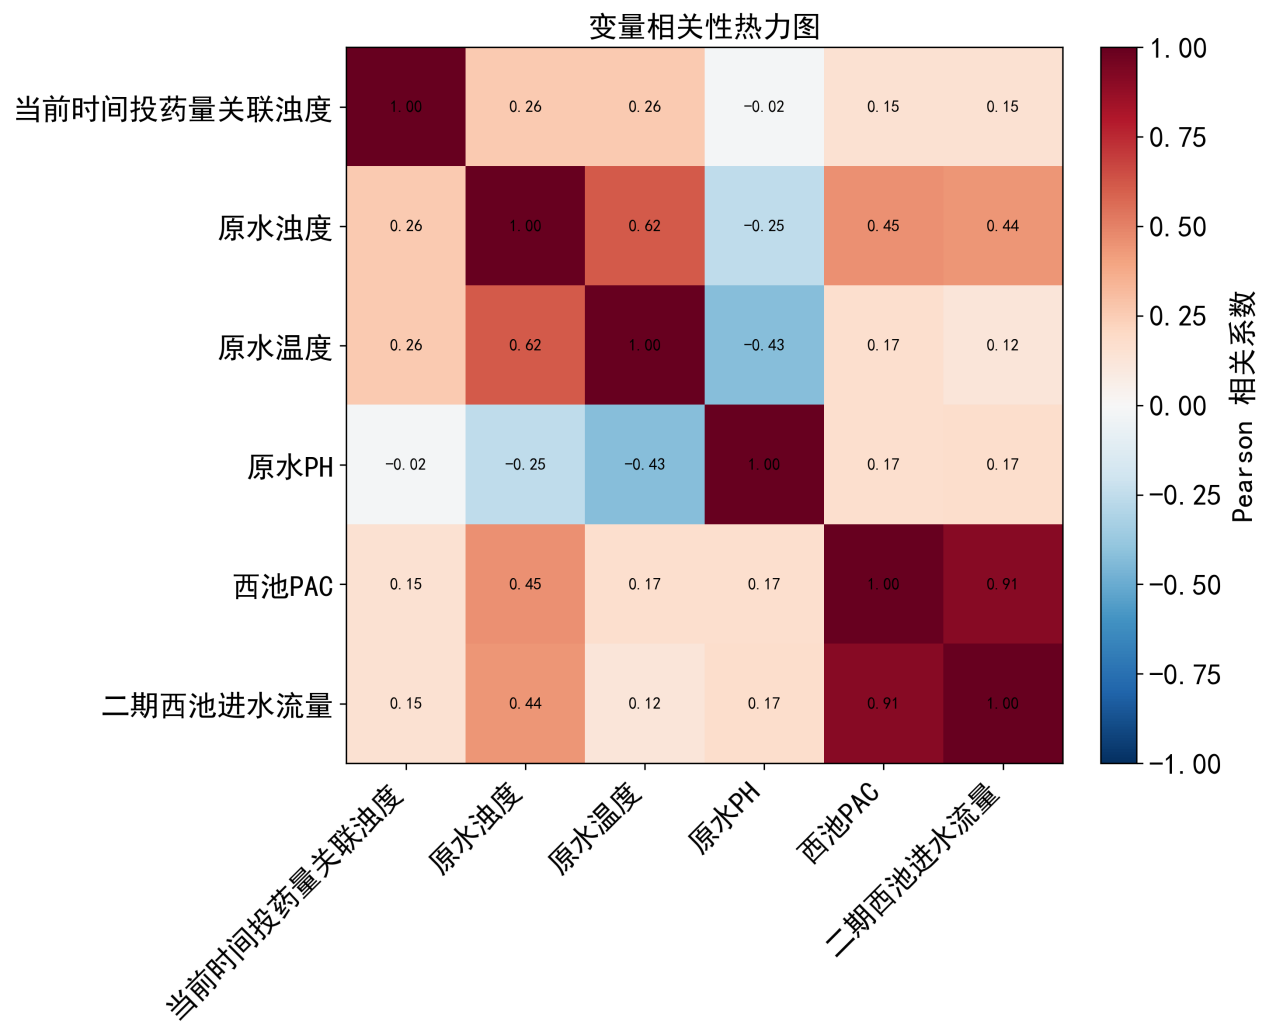 变量相关性热力图
当前时间投药量关联浊度 1.00 0.26 0.26 −0.02 0.15 0.15
原水浊度 0.26 1.00 0.62 −0.25 0.45 0.44
原水温度 0.26 0.62 1.00 −0.43 0.17 0.12
原水PH −0.02 −0.25 −0.43 1.00 0.17 0.17
西池PAC 0.15 0.45 0.17 0.17 1.00 0.91
二期西池进水流量 0.15 0.44 0.12 0.17 0.91 1.00
当前时间投药量关联浊度
原水浊度
原水温度
原水PH
西池PAC
二期西池进水流量
1.00
0.75
0.50
0.25
0.00
−0.25
−0.50
−0.75
−1.00
Pearson 相关系数